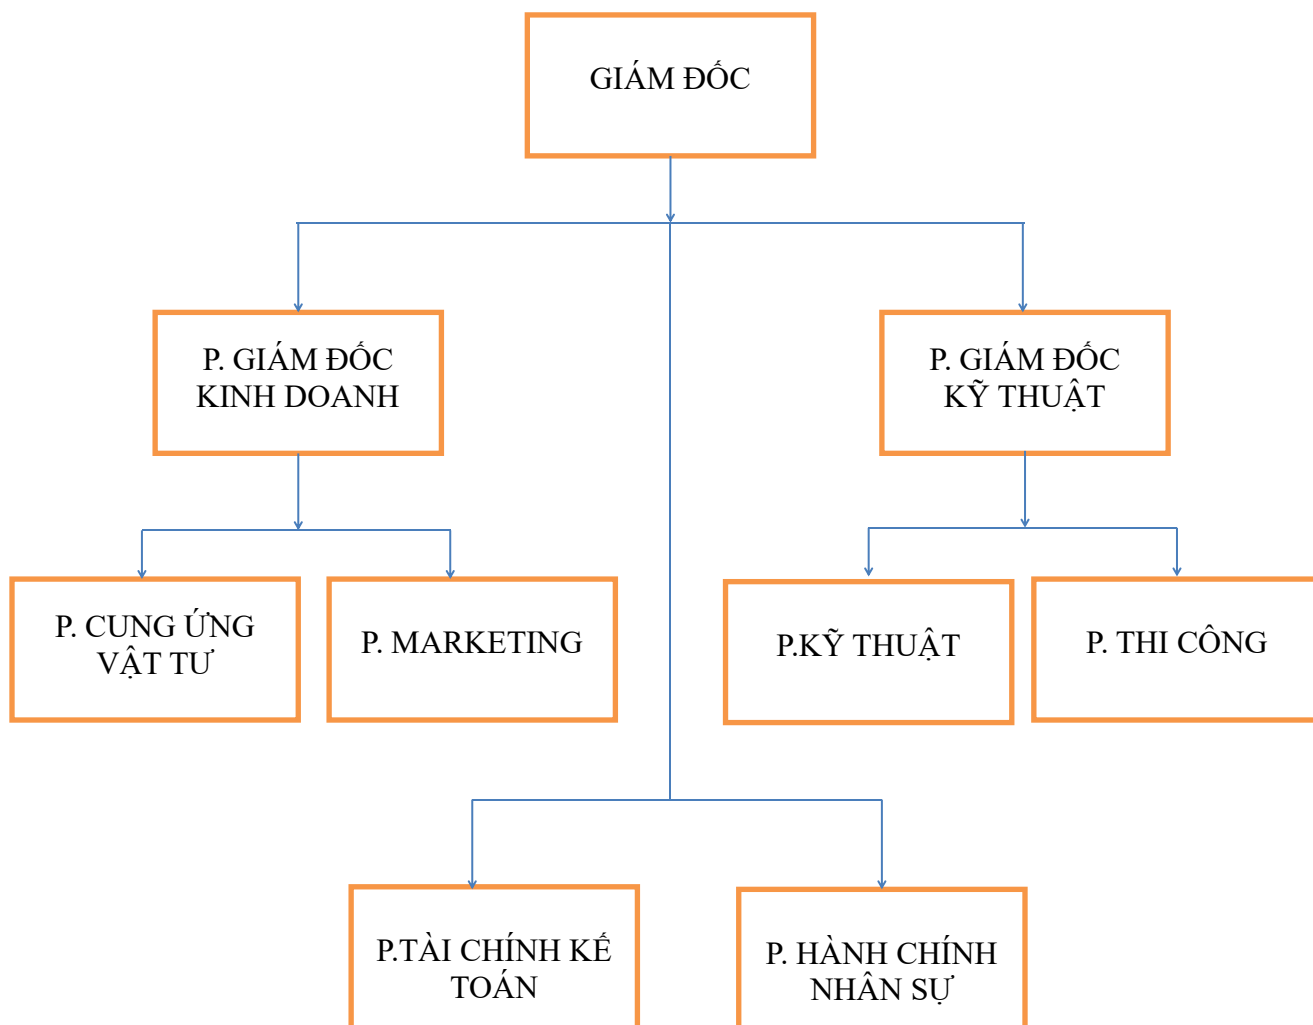 GIÁM ĐỐC
P. GIÁM ĐỐC
KINH DOANH
P. GIÁM ĐỐC
KỸ THUẬT
P. CUNG ỨNG
VẬT TƯ
P. MARKETING
P.KỸ THUẬT
P. THI CÔNG
P.TÀI CHÍNH KẾ
TOÁN
P. HÀNH CHÍNH
NHÂN SỰ